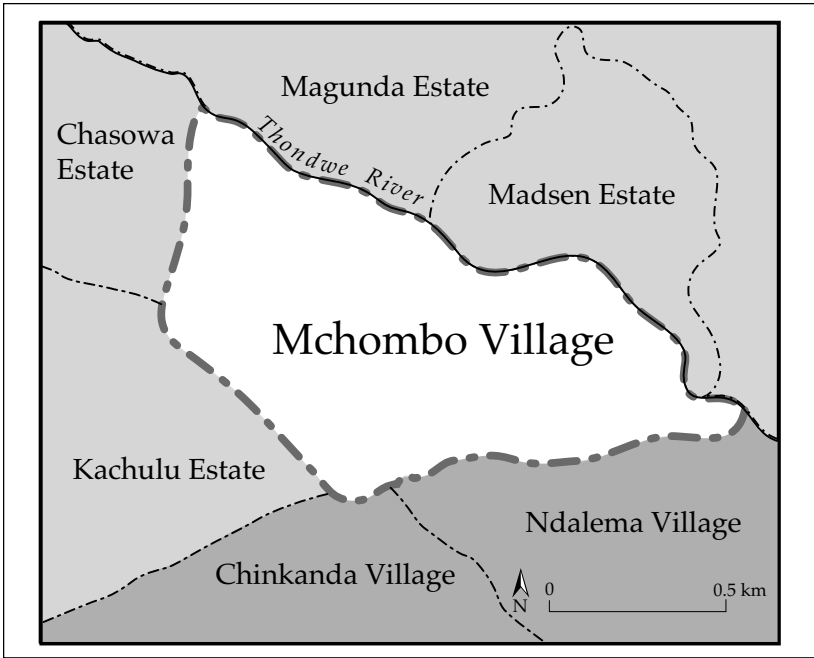 Magunda Estate
Chasowa
Estate
Thondwe River
Madsen Estate
Mchombo Village
Kachulu Estate
Ndalema Village
Chinkanda Village
N
0
0.5 km